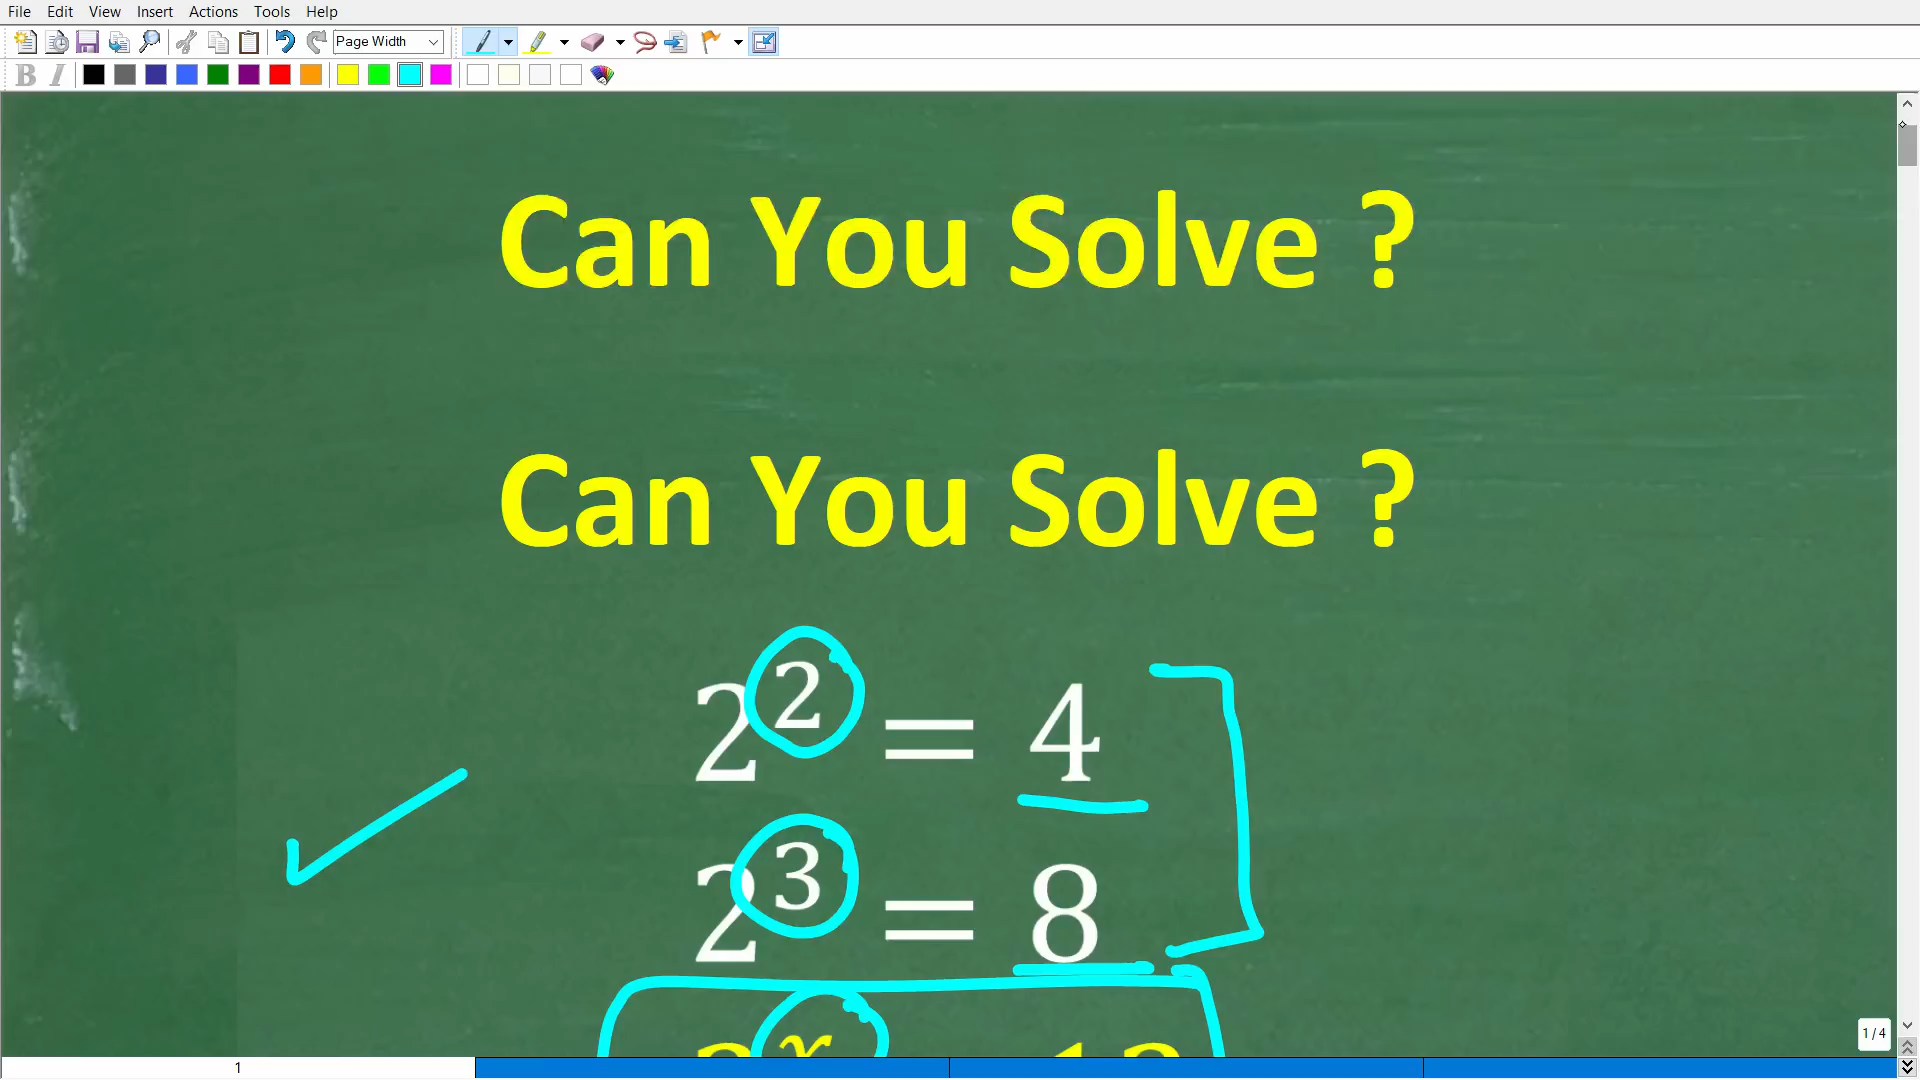 File Edit View Insert Actions Tools Help
Page Width
B I
Can You Solve ?
Can You Solve ?
2² = 4
2³ = 8
1 / 4
1